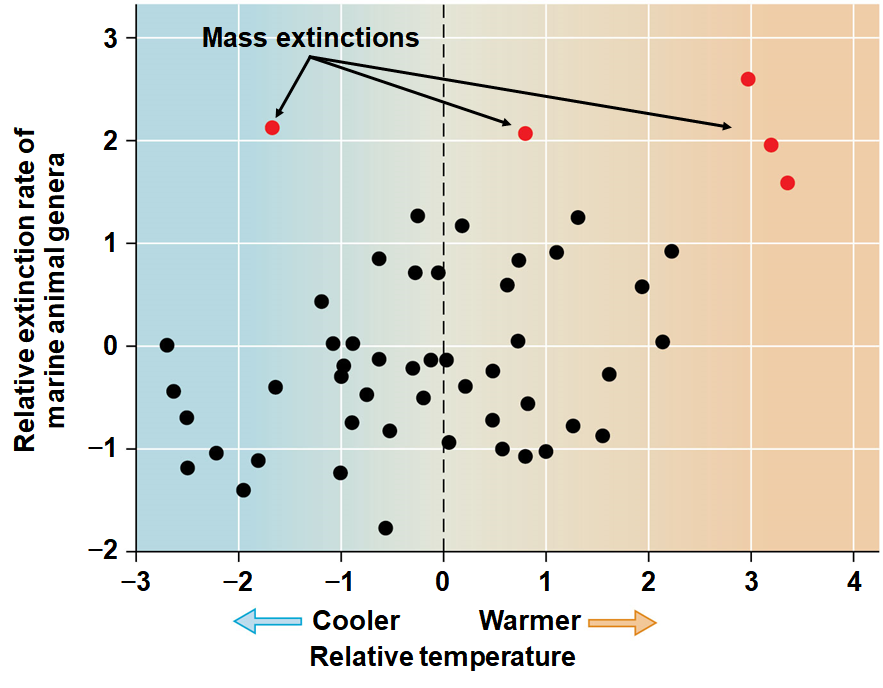 Mass extinctions
Relative extinction rate of
marine animal genera
3
2
1
0
–1
–2
–3
–2
–1
0
1
2
3
4
Cooler
Warmer
Relative temperature